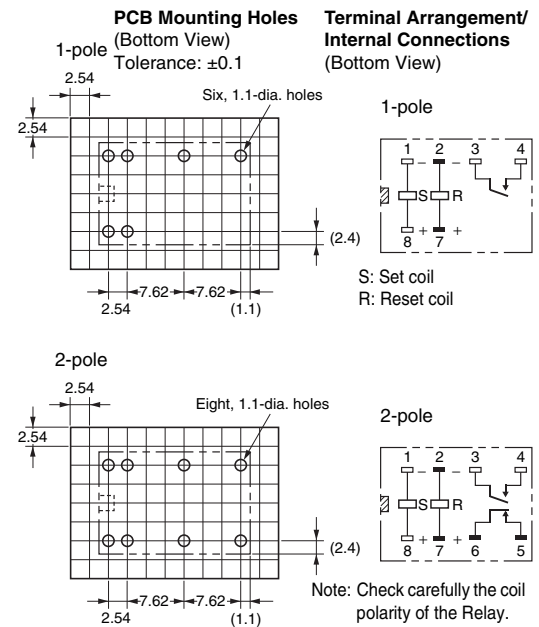 PCB Mounting Holes
(Bottom View)
Tolerance: ±0.1
Terminal Arrangement/
Internal Connections
(Bottom View)
1-pole
2.54
2.54
Six, 1.1-dia. holes
(2.4)
7.62
7.62
2.54
(1.1)
1-pole
1 2 3 4
– –
S R
+ +
8 7
S: Set coil
R: Reset coil
2-pole
2.54
2.54
Eight, 1.1-dia. holes
(2.4)
7.62
7.62
2.54
(1.1)
2-pole
1 2 3 4
– –
S R
+ +
8 7 6 5
Note: Check carefully the coil
polarity of the Relay.